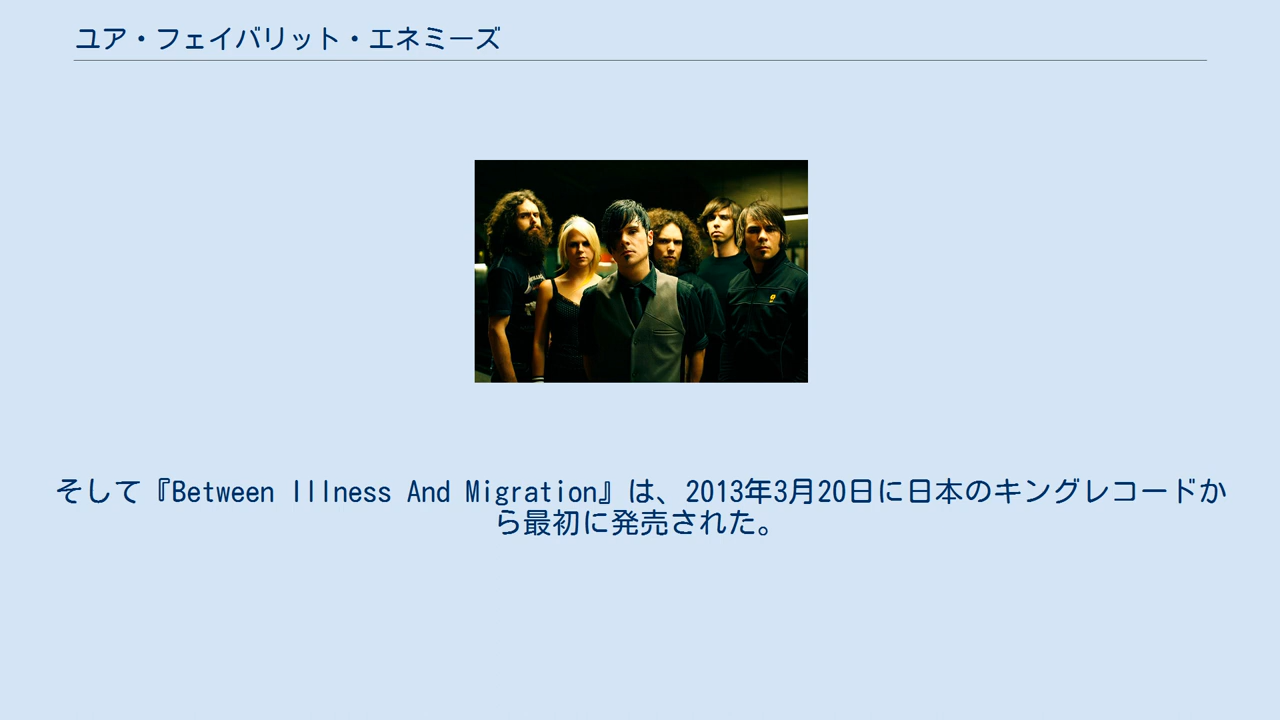 ユア・フェイバリット・エネミーズ
そして『Between Illness And Migration』は、2013年3月20日に日本のキングレコードか
ら最初に発売された。